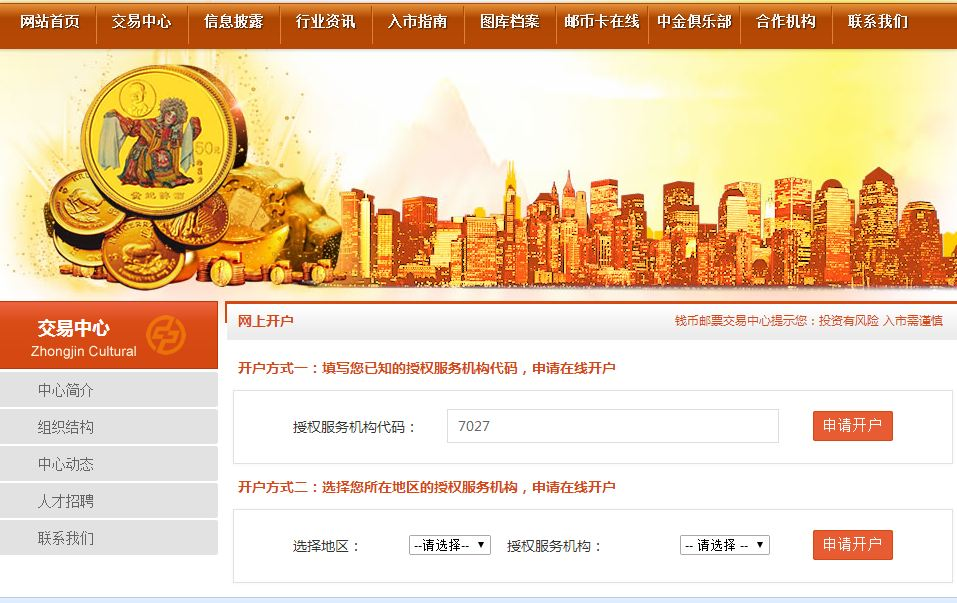 网站首页 交易中心 信息披露 行业资讯 入市指南 图库档案 邮币卡在线 中金俱乐部 合作机构 联系我们
50元
交易中心
Zhongjin Cultural
中心简介
组织结构
中心动态
人才招聘
联系我们
网上开户 钱币邮票交易中心提示您：投资有风险 入市需谨慎
开户方式一：填写您已知的授权服务机构代码，申请在线开户
授权服务机构代码： 7027 申请开户
开户方式二：选择您所在地区的授权服务机构，申请在线开户
选择地区： --请选择-- 授权服务机构： -- 请选择 -- 申请开户